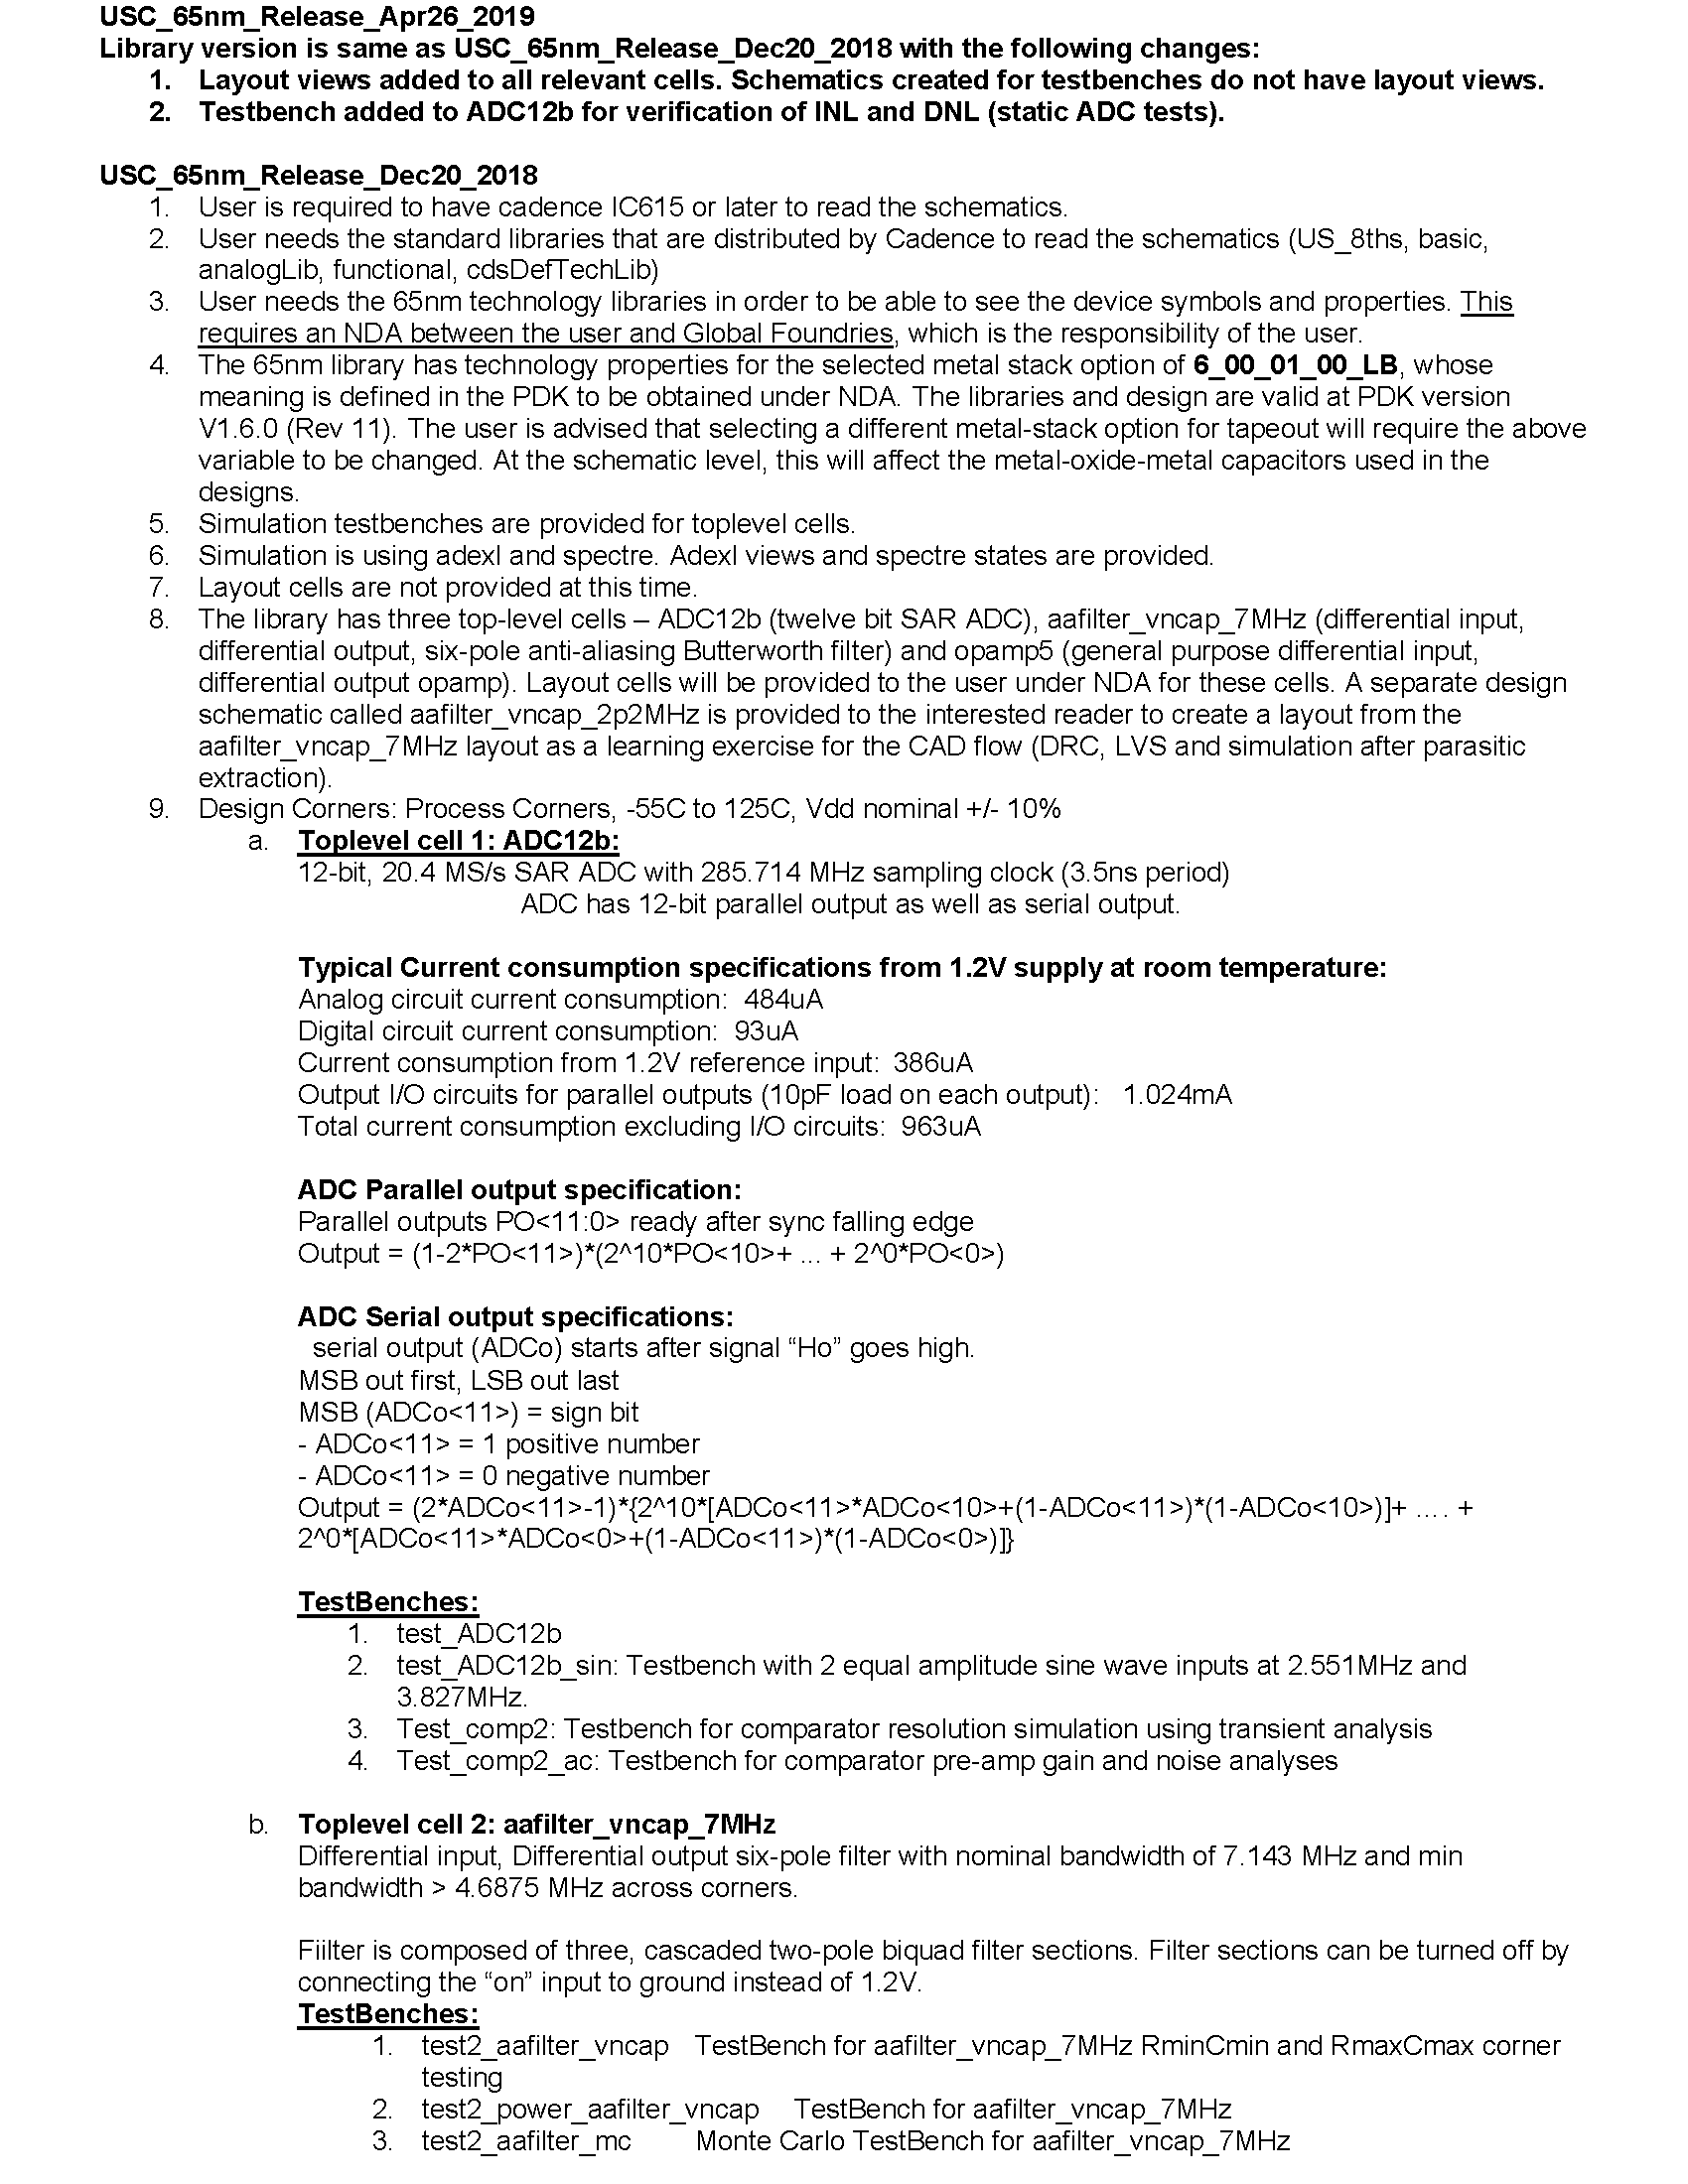 USC_65nm_Release_Apr26_2019
Library version is same as USC_65nm_Release_Dec20_2018 with the following changes:
1. Layout views added to all relevant cells. Schematics created for testbenches do not have layout views.
2. Testbench added to ADC12b for verification of INL and DNL (static ADC tests).
USC_65nm_Release_Dec20_2018
1. User is required to have cadence IC615 or later to read the schematics.
2. User needs the standard libraries that are distributed by Cadence to read the schematics (US_8ths, basic,
analogLib, functional, cdsDefTechLib)
3. User needs the 65nm technology libraries in order to be able to see the device symbols and properties. This
requires an NDA between the user and Global Foundries, which is the responsibility of the user.
4. The 65nm library has technology properties for the selected metal stack option of 6_00_01_00_LB, whose
meaning is defined in the PDK to be obtained under NDA. The libraries and design are valid at PDK version
V1.6.0 (Rev 11). The user is advised that selecting a different metal-stack option for tapeout will require the above
variable to be changed. At the schematic level, this will affect the metal-oxide-metal capacitors used in the
designs.
5. Simulation testbenches are provided for toplevel cells.
6. Simulation is using adexl and spectre. Adexl views and spectre states are provided.
7. Layout cells are not provided at this time.
8. The library has three top-level cells – ADC12b (twelve bit SAR ADC), aafilter_vncap_7MHz (differential input,
differential output, six-pole anti-aliasing Butterworth filter) and opamp5 (general purpose differential input,
differential output opamp). Layout cells will be provided to the user under NDA for these cells. A separate design
schematic called aafilter_vncap_2p2MHz is provided to the interested reader to create a layout from the
aafilter_vncap_7MHz layout as a learning exercise for the CAD flow (DRC, LVS and simulation after parasitic
extraction).
9. Design Corners: Process Corners, -55C to 125C, Vdd nominal +/- 10%
a. Toplevel cell 1: ADC12b:
12-bit, 20.4 MS/s SAR ADC with 285.714 MHz sampling clock (3.5ns period)
ADC has 12-bit parallel output as well as serial output.
Typical Current consumption specifications from 1.2V supply at room temperature:
Analog circuit current consumption: 484uA
Digital circuit current consumption: 93uA
Current consumption from 1.2V reference input: 386uA
Output I/O circuits for parallel outputs (10pF load on each output): 1.024mA
Total current consumption excluding I/O circuits: 963uA
ADC Parallel output specification:
Parallel outputs PO<11:0> ready after sync falling edge
Output = (1-2*PO<11>)*(2^10*PO<10>+ ... + 2^0*PO<0>)
ADC Serial output specifications:
serial output (ADCo) starts after signal “Ho” goes high.
MSB out first, LSB out last
MSB (ADCo<11>) = sign bit
- ADCo<11> = 1 positive number
- ADCo<11> = 0 negative number
Output = (2*ADCo<11>-1)*{2^10*[ADCo<11>*ADCo<10>+(1-ADCo<11>)*(1-ADCo<10>)]+ .... +
2^0*[ADCo<11>*ADCo<0>+(1-ADCo<11>)*(1-ADCo<0>)]}
TestBenches:
1. test_ADC12b
2. test_ADC12b_sin: Testbench with 2 equal amplitude sine wave inputs at 2.551MHz and
3.827MHz.
3. Test_comp2: Testbench for comparator resolution simulation using transient analysis
4. Test_comp2_ac: Testbench for comparator pre-amp gain and noise analyses
b. Toplevel cell 2: aafilter_vncap_7MHz
Differential input, Differential output six-pole filter with nominal bandwidth of 7.143 MHz and min
bandwidth > 4.6875 MHz across corners.
Fiilter is composed of three, cascaded two-pole biquad filter sections. Filter sections can be turned off by
connecting the “on” input to ground instead of 1.2V.
TestBenches:
1. test2_aafilter_vncap TestBench for aafilter_vncap_7MHz RminCmin and RmaxCmax corner
testing
2. test2_power_aafilter_vncap TestBench for aafilter_vncap_7MHz
3. test2_aafilter_mc Monte Carlo TestBench for aafilter_vncap_7MHz